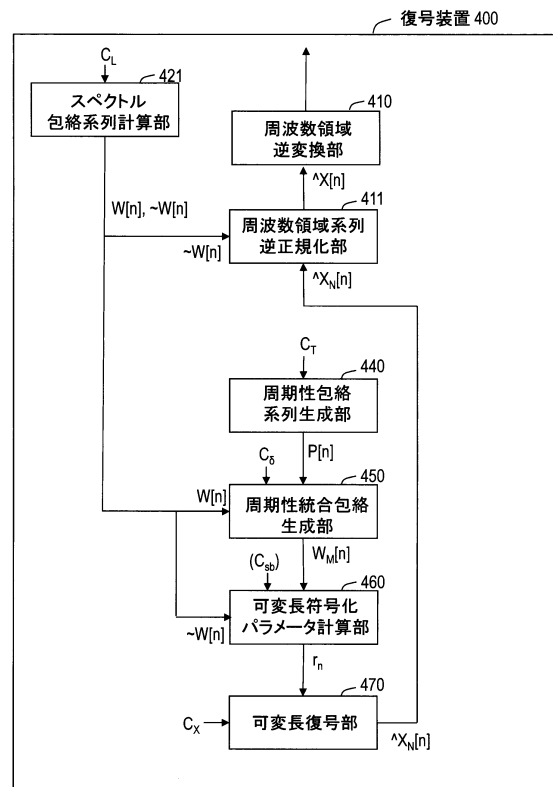 復号装置 400
C_L
421
スペクトル
包絡系列計算部
410
周波数領域
逆変換部
^X[n]
W[n], ~W[n]
411
周波数領域系列
逆正規化部
~W[n]
^X_N[n]
C_T
440
周期性包絡
系列生成部
C_δ
P[n]
450
W[n]
周期性統合包絡
生成部
(C_sb)
W_M[n]
460
可変長符号化
パラメータ計算部
~W[n]
r_n
470
C_X
可変長復号部
^X_N[n]